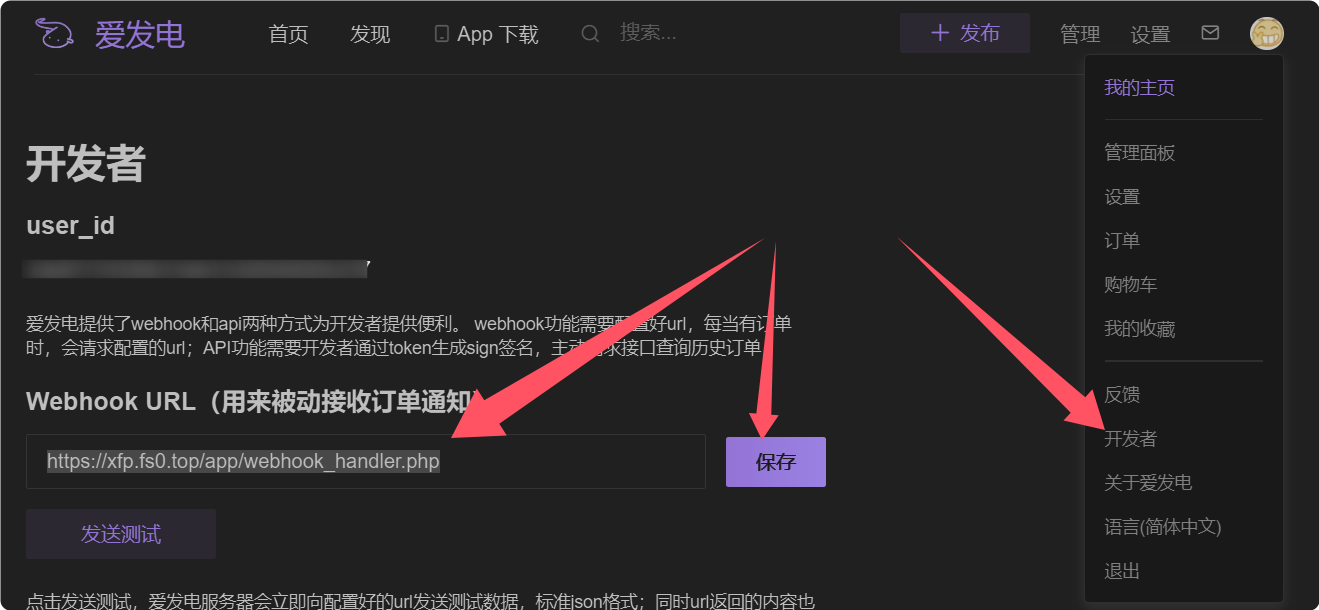 爱发电
首页 发现 App 下载 搜索... + 发布 管理 设置
我的主页
管理面板
设置
订单
购物车
我的收藏
反馈
开发者
关于爱发电
语言(简体中文)
退出
开发者
user_id
爱发电提供了webhook和api两种方式为开发者提供便利。 webhook功能需要配置好url，每当有订单
时，会请求配置的url；API功能需要开发者通过token生成sign签名，主动请求接口查询历史订单
Webhook URL（用来被动接收订单通知）
https://xfp.fs0.top/app/webhook_handler.php
保存
发送测试
点击发送测试，爱发电服务器会立即向配置好的url发送测试数据，标准json格式；同时url返回的内容也